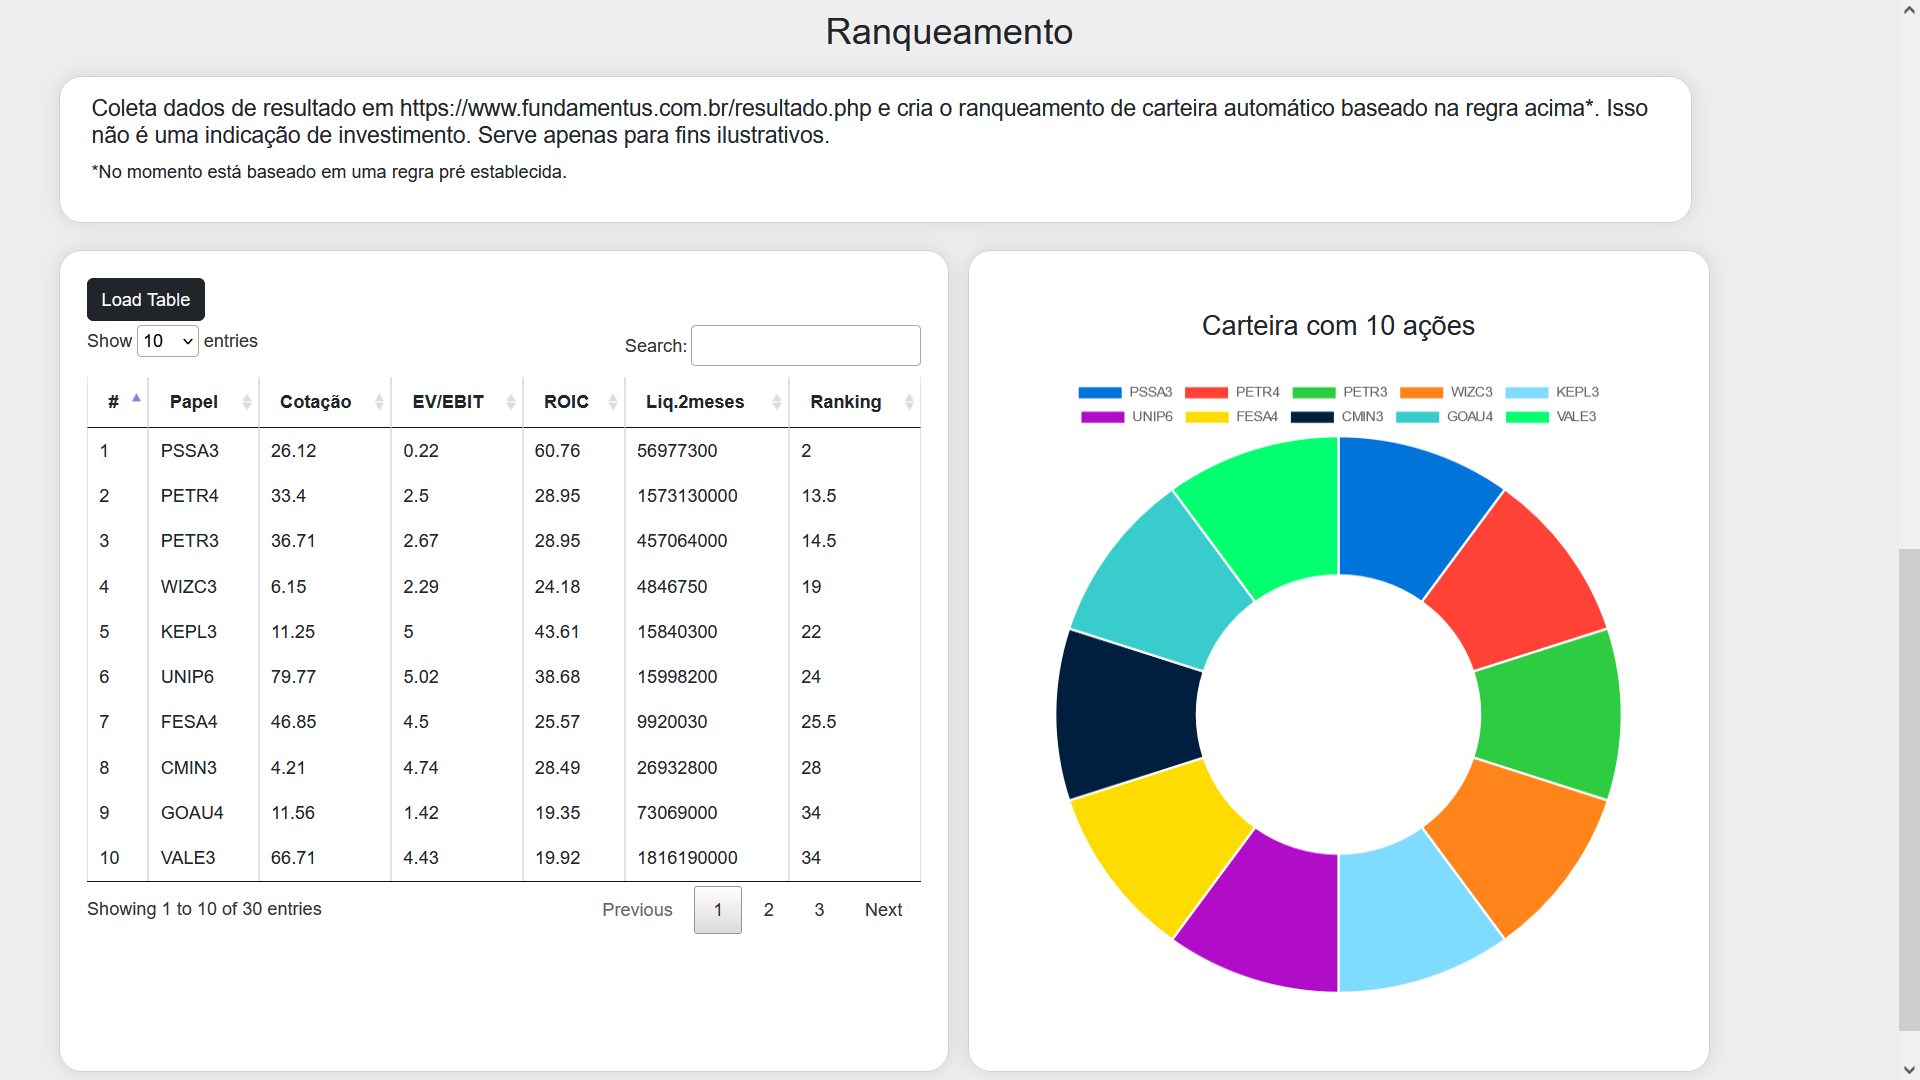 Ranqueamento
Coleta dados de resultado em https://www.fundamentus.com.br/resultado.php e cria o ranqueamento de carteira automático baseado na regra acima*. Isso
não é uma indicação de investimento. Serve apenas para fins ilustrativos.
*No momento está baseado em uma regra pré establecida.
Load Table
Show 10 entries
Search:
# Papel Cotação EV/EBIT ROIC Liq.2meses Ranking
1 PSSA3 26.12 0.22 60.76 56977300 2
2 PETR4 33.4 2.5 28.95 1573130000 13.5
3 PETR3 36.71 2.67 28.95 457064000 14.5
4 WIZC3 6.15 2.29 24.18 4846750 19
5 KEPL3 11.25 5 43.61 15840300 22
6 UNIP6 79.77 5.02 38.68 15998200 24
7 FESA4 46.85 4.5 25.57 9920030 25.5
8 CMIN3 4.21 4.74 28.49 26932800 28
9 GOAU4 11.56 1.42 19.35 73069000 34
10 VALE3 66.71 4.43 19.92 1816190000 34
Showing 1 to 10 of 30 entries
Previous 1 2 3 Next
Carteira com 10 ações
PSSA3 PETR4 PETR3 WIZC3 KEPL3
UNIP6 FESA4 CMIN3 GOAU4 VALE3